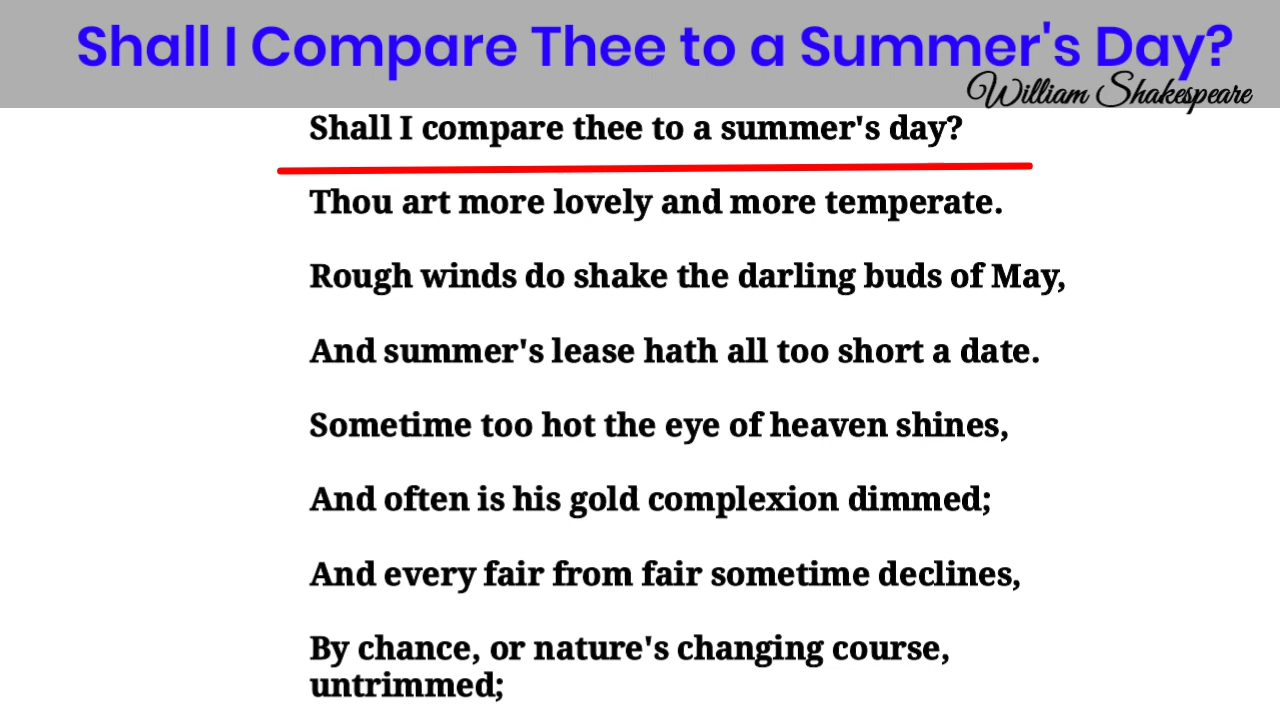 Shall I Compare Thee to a Summer's Day?
William Shakespeare
Shall I compare thee to a summer's day?
Thou art more lovely and more temperate.
Rough winds do shake the darling buds of May,
And summer's lease hath all too short a date.
Sometime too hot the eye of heaven shines,
And often is his gold complexion dimmed;
And every fair from fair sometime declines,
By chance, or nature's changing course,
untrimmed;